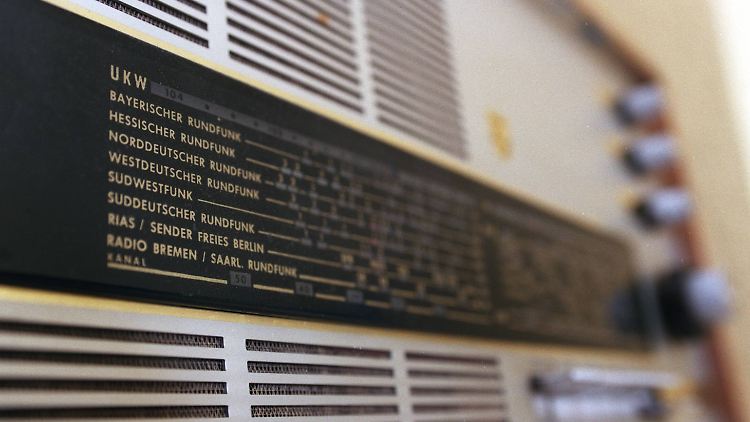 UKW 104
BAYERISCHER RUNDFUNK
HESSISCHER RUNDFUNK
NORDDEUTSCHER RUNDFUNK
WESTDEUTSCHER RUNDFUNK
SUDWESTFUNK
SUDDEUTSCHER RUNDFUNK
RIAS / SENDER FREIES BERLIN
RADIO BREMEN / SAARL. RUNDFUNK
KANAL 50